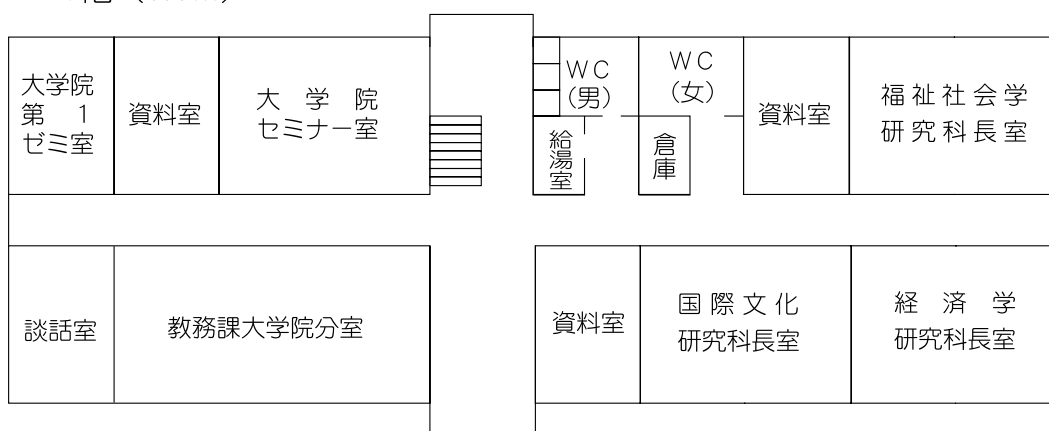 大学院
第 1
ゼミ室
資料室
大 学 院
セミナー室
WC
(男)
WC
(女)
給湯室
倉庫
資料室
福祉社会学
研究科長室
談話室
教務課大学院分室
資料室
国際文化
研究科長室
経 済 学
研究科長室